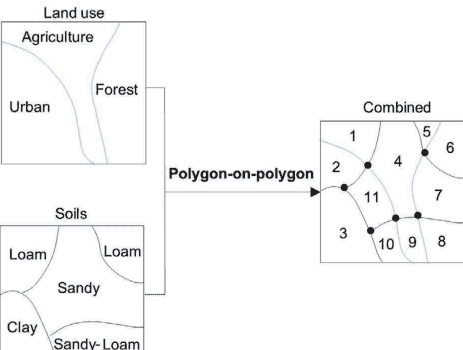 Land use
Agriculture
Forest
Urban
Combined
1
5
4
6
2
Polygon-on-polygon
11
7
3
10
9
8
Soils
Loam
Loam
Sandy
Clay
Sandy-Loam